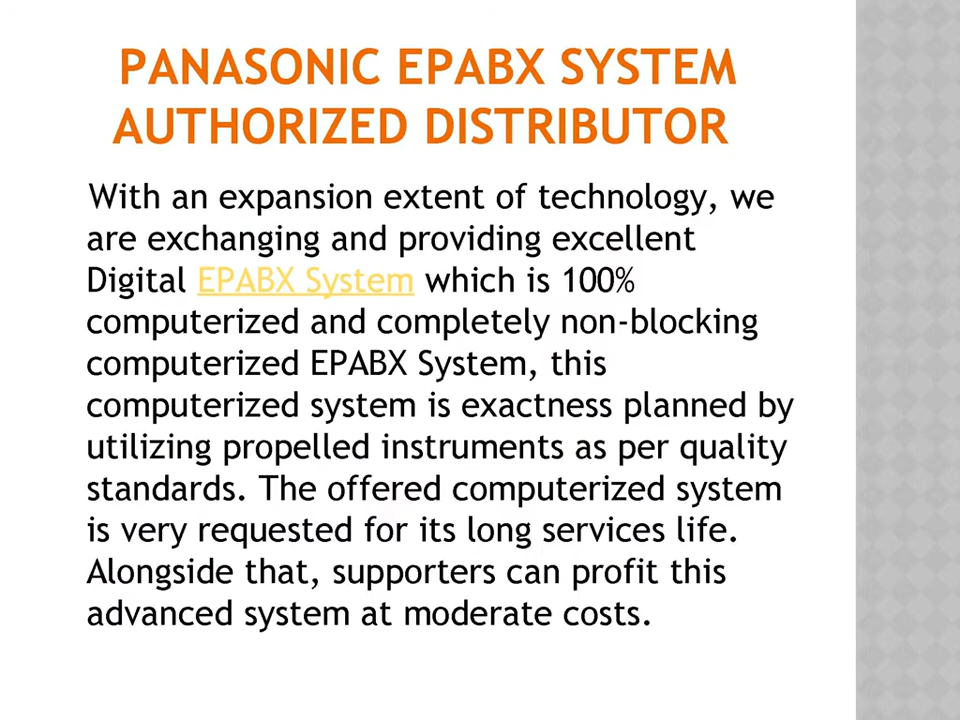 PANASONIC EPABX SYSTEM
AUTHORIZED DISTRIBUTOR
With an expansion extent of technology, we
are exchanging and providing excellent
Digital EPABX System which is 100%
computerized and completely non-blocking
computerized EPABX System, this
computerized system is exactness planned by
utilizing propelled instruments as per quality
standards. The offered computerized system
is very requested for its long services life.
Alongside that, supporters can profit this
advanced system at moderate costs.